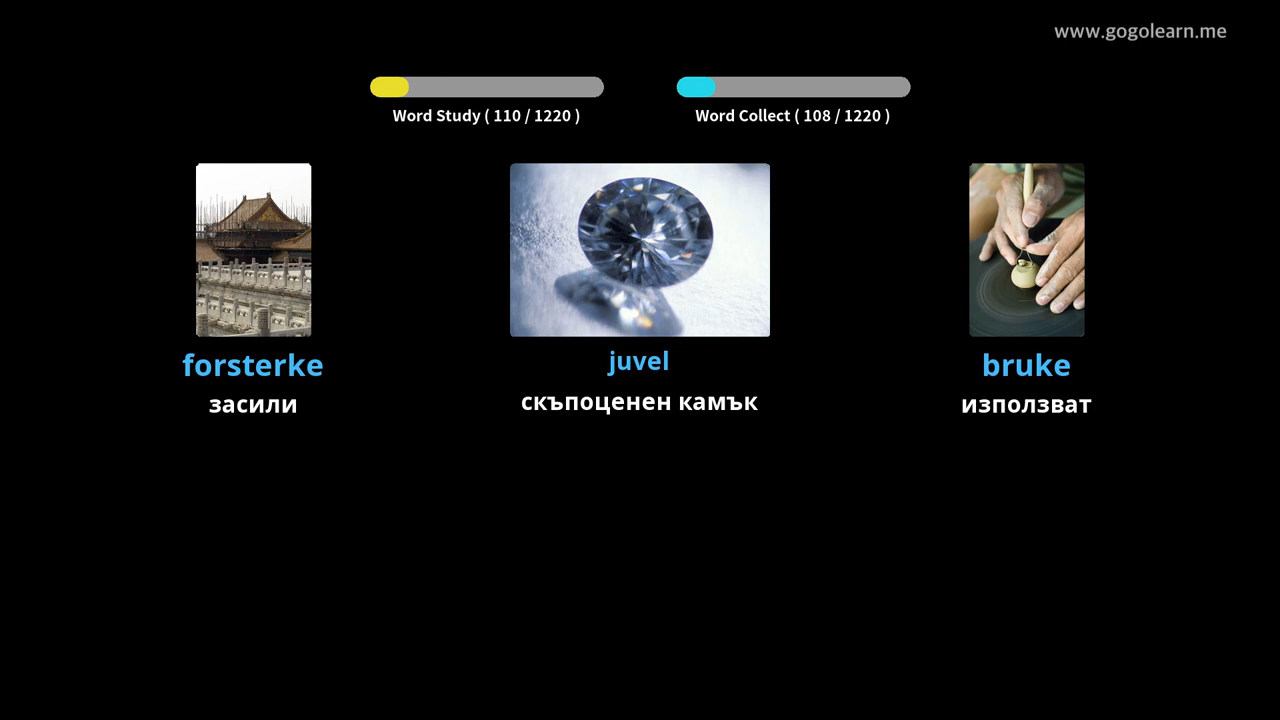 www.gogolearn.me
Word Study ( 110 / 1220 )
Word Collect ( 108 / 1220 )
forsterke
засили
juvel
скъпоценен камък
bruke
използват